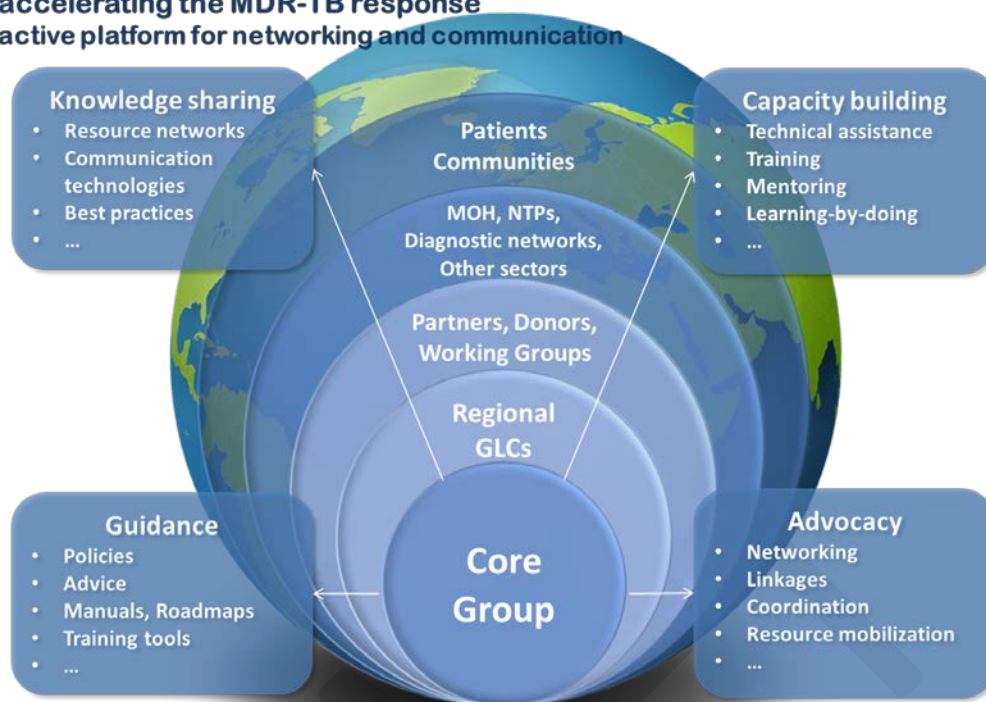 accelerating the MDR-TB response
active platform for networking and communication
Knowledge sharing
• Resource networks
• Communication
technologies
• Best practices
• ...
Capacity building
• Technical assistance
• Training
• Mentoring
• Learning-by-doing
• ...
Patients
Communities
MOH, NTPs,
Diagnostic networks,
Other sectors
Partners, Donors,
Working Groups
Regional
GLCs
Core
Group
Guidance
• Policies
• Advice
• Manuals, Roadmaps
• Training tools
• ...
Advocacy
• Networking
• Linkages
• Coordination
• Resource mobilization
• ...